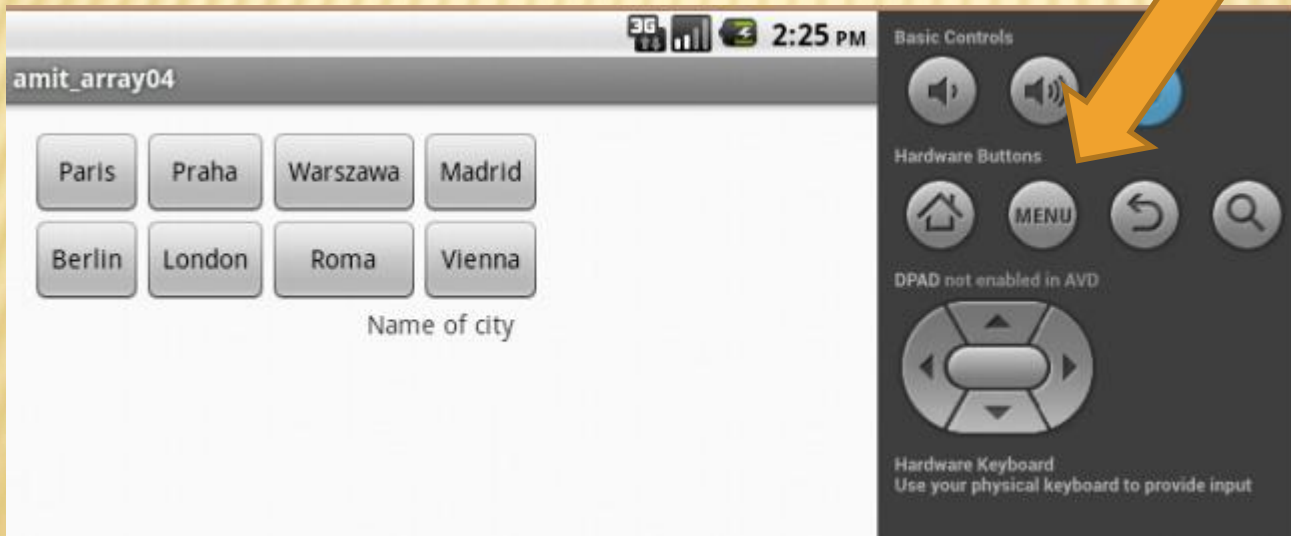 3G 2:25 PM
amit_array04
Paris Praha Warszawa Madrid
Berlin London Roma Vienna
Name of city
Basic Controls
Hardware Buttons
MENU
DPAD not enabled in AVD
Hardware Keyboard
Use your physical keyboard to provide input